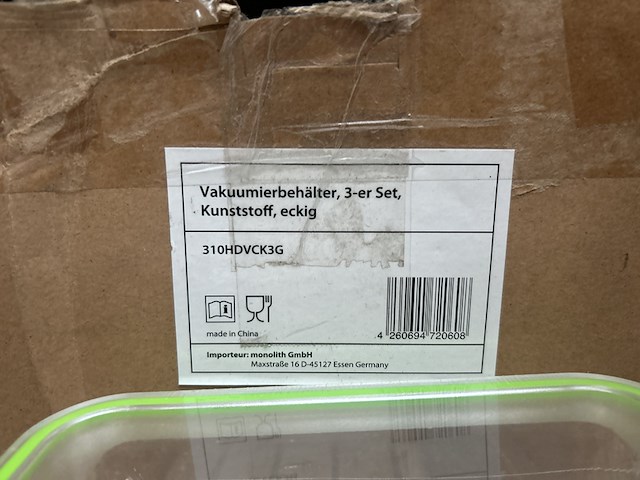 Vakuumierbehälter, 3-er Set,
Kunststoff, eckig
310HDVCK3G
made in China
4 260694 720608
Importeur: monolith GmbH
Maxstraße 16 D-45127 Essen Germany